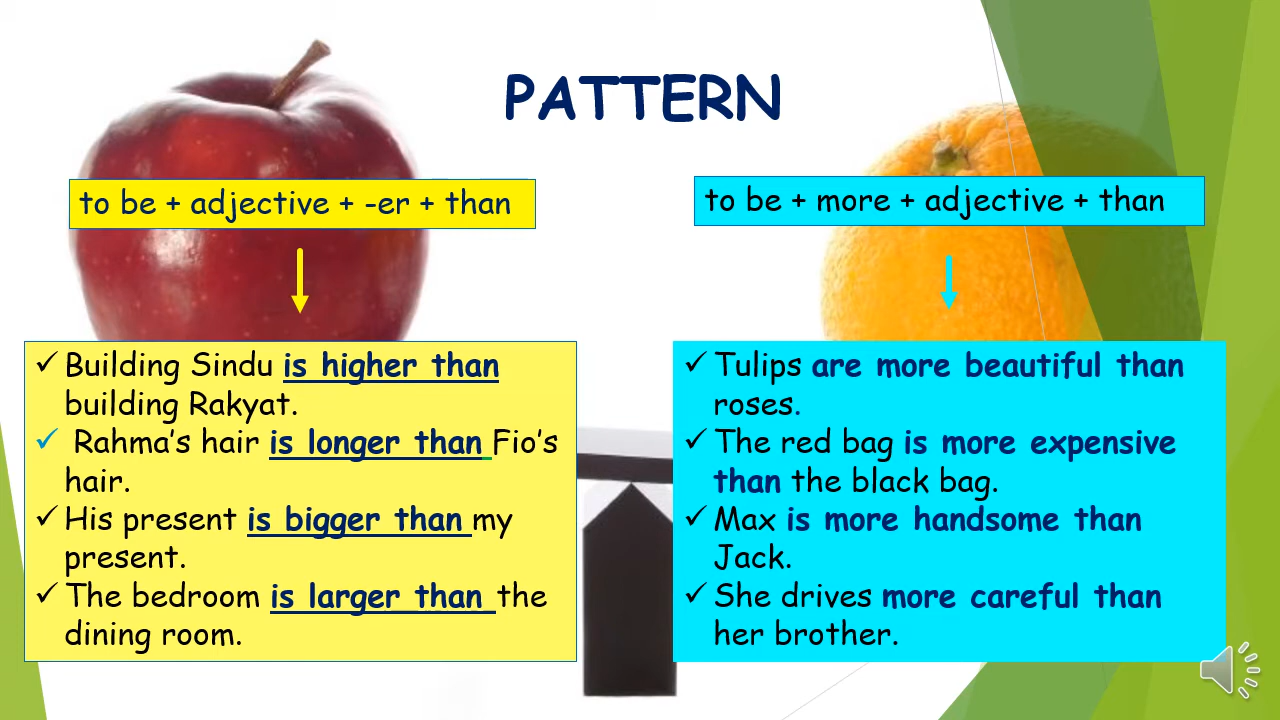 PATTERN
to be + adjective + -er + than
✓ Building Sindu is higher than
building Rakyat.
✓ Rahma’s hair is longer than Fio’s
hair.
✓ His present is bigger than my
present.
✓ The bedroom is larger than the
dining room.
to be + more + adjective + than
✓ Tulips are more beautiful than
roses.
✓ The red bag is more expensive
than the black bag.
✓ Max is more handsome than
Jack.
✓ She drives more careful than
her brother.